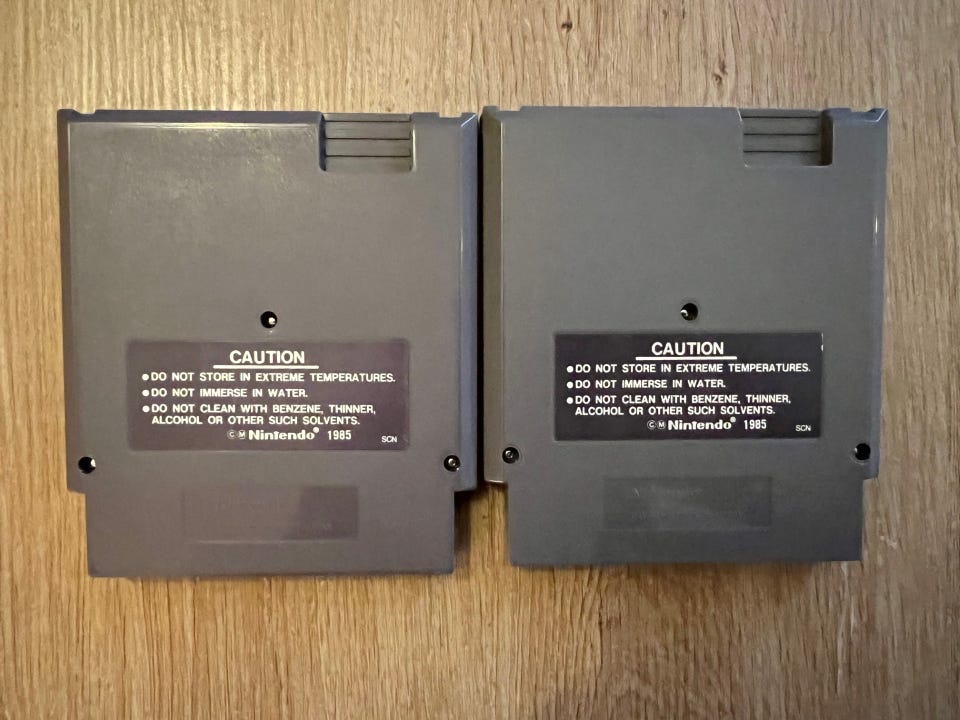 CAUTION
●DO NOT STORE IN EXTREME TEMPERATURES.
●DO NOT IMMERSE IN WATER.
●DO NOT CLEAN WITH BENZENE, THINNER,
ALCOHOL OR OTHER SUCH SOLVENTS.
ⒸⓂ Nintendo® 1985
SCN
CAUTION
●DO NOT STORE IN EXTREME TEMPERATURES.
●DO NOT IMMERSE IN WATER.
●DO NOT CLEAN WITH BENZENE, THINNER,
ALCOHOL OR OTHER SUCH SOLVENTS.
ⒸⓂ Nintendo® 1985
SCN